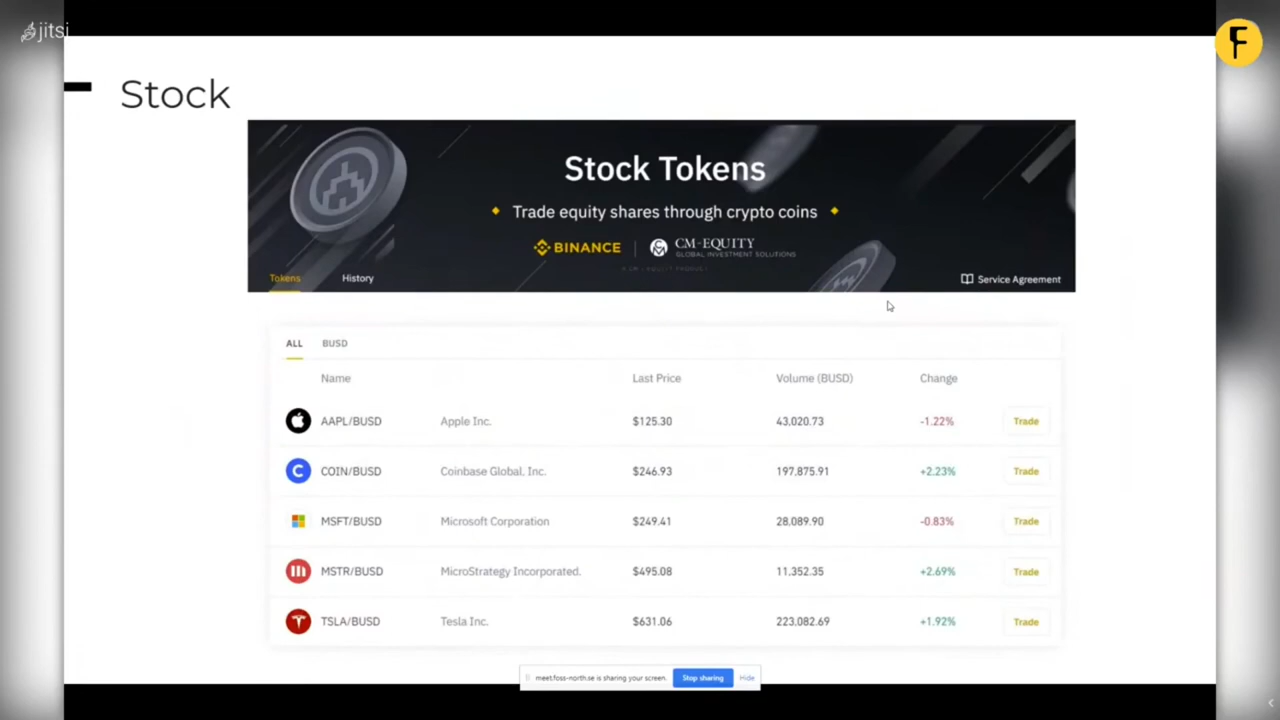 jitsi
F
Stock
Stock Tokens
Trade equity shares through crypto coins
BINANCE | CM-EQUITY
GLOBAL INVESTMENT SOLUTIONS
A CM-EQUITY PRODUCT
Tokens History Service Agreement
ALL BUSD
Name Last Price Volume (BUSD) Change
AAPL/BUSD Apple Inc. $125.30 43,020.73 -1.22% Trade
COIN/BUSD Coinbase Global, Inc. $246.93 197,875.91 +2.23% Trade
MSFT/BUSD Microsoft Corporation $249.41 28,089.90 -0.83% Trade
MSTR/BUSD MicroStrategy Incorporated. $495.08 11,352.35 +2.69% Trade
TSLA/BUSD Tesla Inc. $631.06 223,082.69 +1.92% Trade
meet.foss-north.se is sharing your screen. Stop sharing Hide